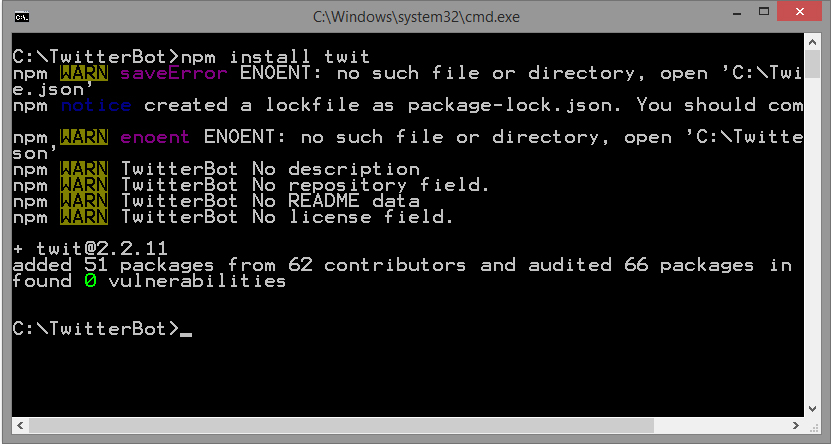 C:\Windows\system32\cmd.exe
C:\TwitterBot>npm install twit
npm WARN saveError ENOENT: no such file or directory, open 'C:\Twi
e.json'
npm notice created a lockfile as package-lock.json. You should com
npm WARN enoent ENOENT: no such file or directory, open 'C:\Twitte
son'
npm WARN TwitterBot No description
npm WARN TwitterBot No repository field.
npm WARN TwitterBot No README data
npm WARN TwitterBot No license field.
+ twit@2.2.11
added 51 packages from 62 contributors and audited 66 packages in
found 0 vulnerabilities
C:\TwitterBot>_